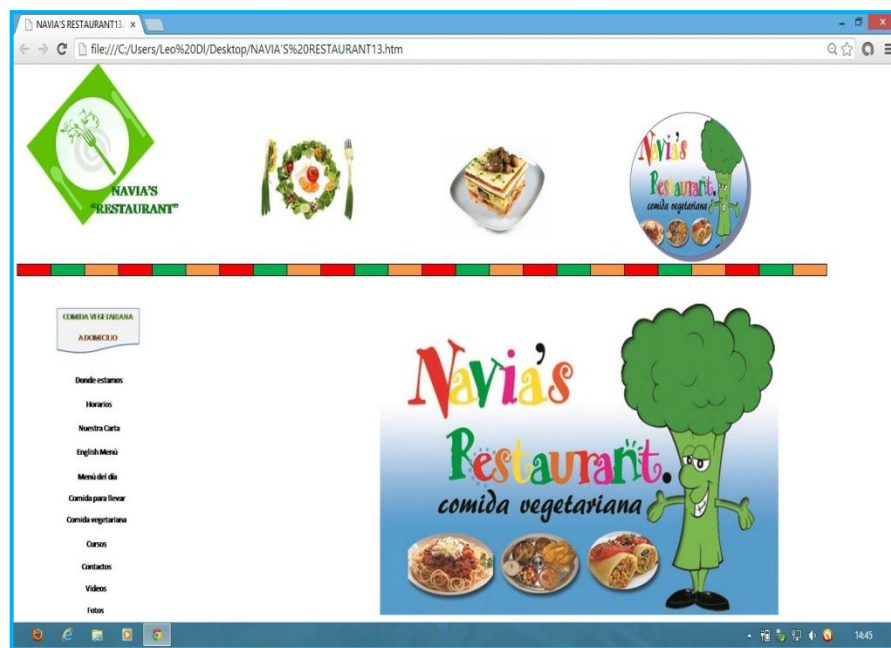 NAVIA'S RESTAURANT13.
file:///C:/Users/Leo%20Dl/Desktop/NAVIA'S%20RESTAURANT13.htm
NAVIA'S
"RESTAURANT"
Navia's
Restaurant.
comida vegetariana
COMIDA VEGETARIANA
A DOMICILIO
Donde estamos
Horarios
Nuestra Carta
English Menú
Menú del día
Comida para llevar
Comida vegetariana
Cursos
Contactos
Videos
Fotos
Navia's
Restaurant.
comida vegetariana
14:45